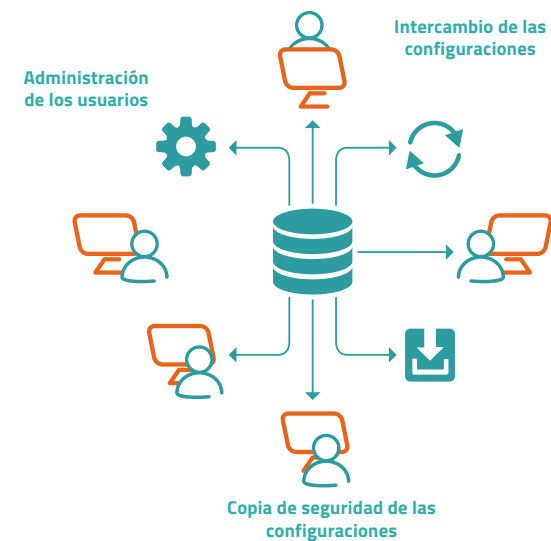 Intercambio de las
configuraciones
Administración
de los usuarios
Copia de seguridad de las
configuraciones